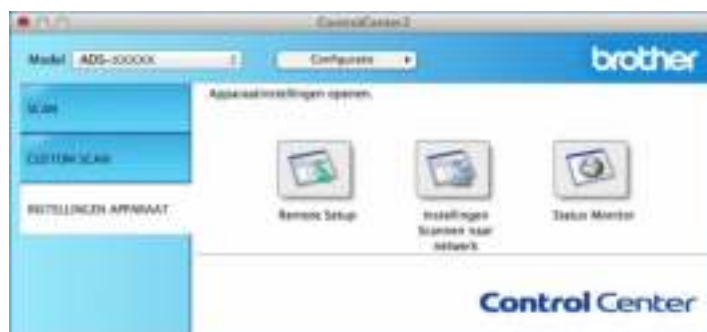 ControlCenter2
Model ADS-xxxxxx Configuratie
brother
SCAN
CUSTOM SCAN
INSTELLINGEN APPARAAT
Apparaatinstellingen openen.
Remote Setup
Instellingen
Scannen naar
netwerk
Status Monitor
Control Center